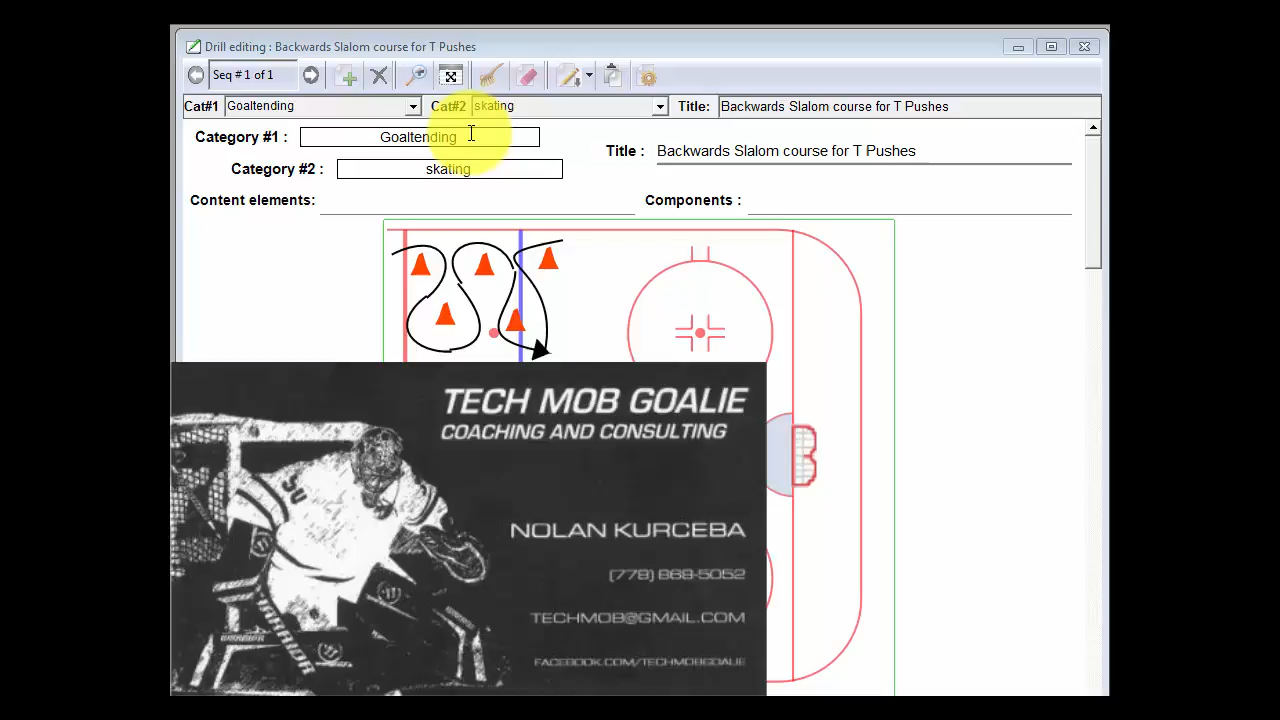 Drill editing : Backwards Slalom course for T Pushes
Seq # 1 of 1
Cat#1 Goaltending Cat#2 skating Title: Backwards Slalom course for T Pushes
Category #1 : Goaltending
Title : Backwards Slalom course for T Pushes
Category #2 : skating
Content elements: Components :
TECH MOB GOALIE
COACHING AND CONSULTING
NOLAN KURCEBA
(778) 868-5052
TECHMOB@GMAIL.COM
FACEBOOK.COM/TECHMOBGOALIE
WARRIOR